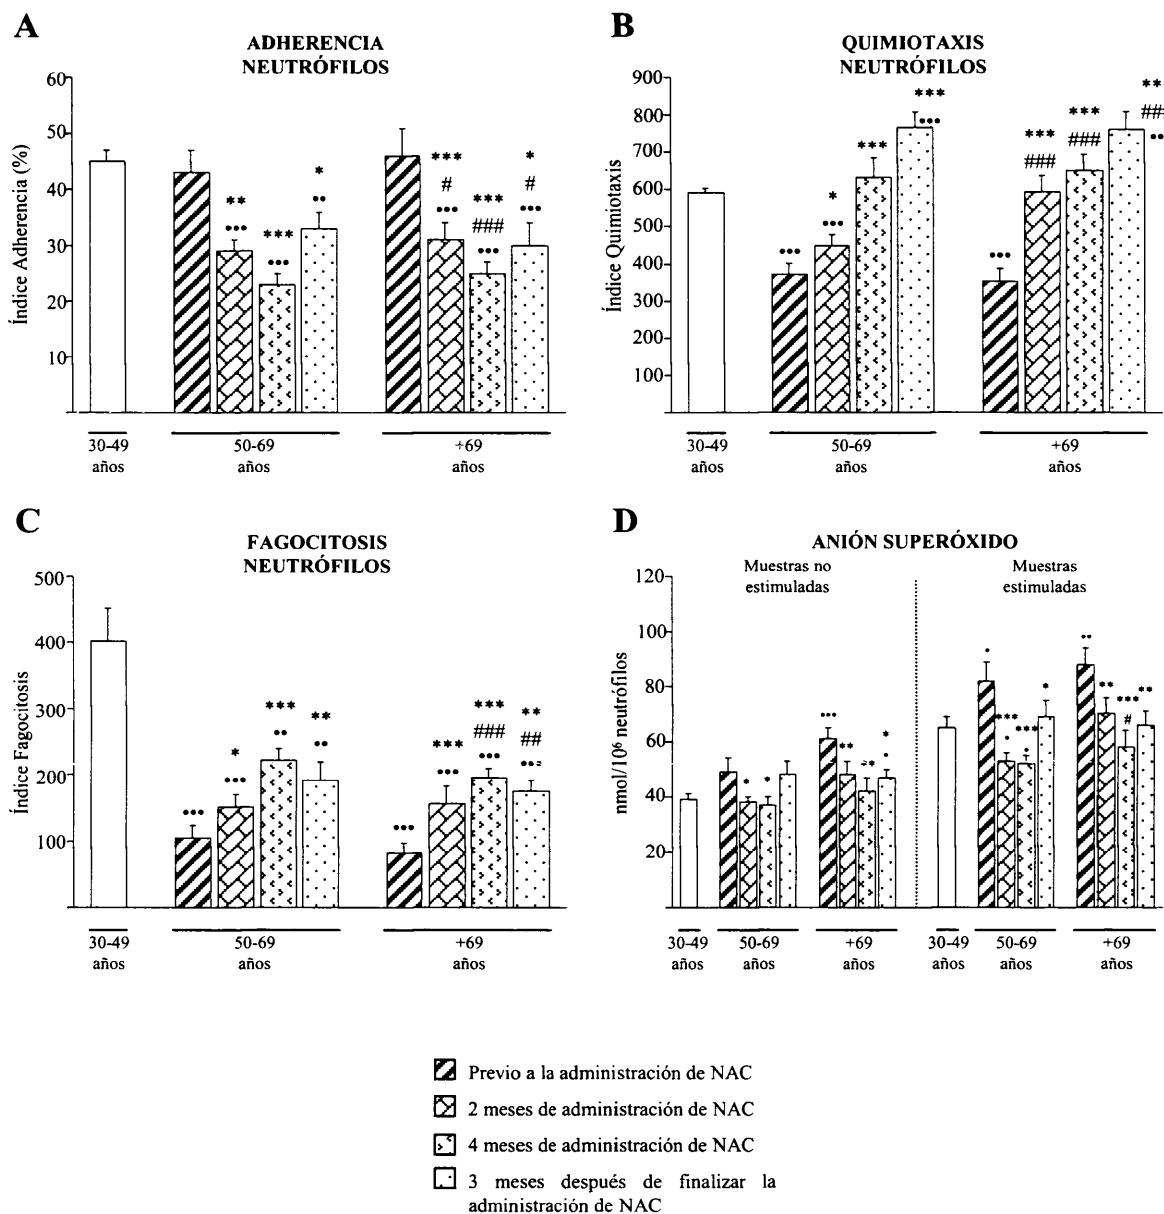 A
ADHERENCIA
NEUTRÓFILOS
Índice Adherencia (%)
60
50
40
30
20
10
** ••• *** ••• * ••
*** # ••• *** ### ••• * # •••
30-49
años
50-69
años
+69
años
B
QUIMIOTAXIS
NEUTRÓFILOS
Índice Quimiotaxis
900
800
700
600
500
400
300
200
100
••• * ••• *** *** •••
••• *** ### *** ### ** ### ••
30-49
años
50-69
años
+69
años
C
FAGOCITOSIS
NEUTRÓFILOS
Índice Fagocitosis
500
400
300
200
100
••• * ••• *** •• ** ••
••• *** ••• *** ### ••• ** ## •••
30-49
años
50-69
años
+69
años
D
ANIÓN SUPERÓXIDO
Muestras no
estimuladas
Muestras
estimuladas
nmol/10⁶ neutrófilos
120
100
80
60
40
20
* *
••• ** ** * •
• *** • *** • *
•• ** *** # **
30-49
años
50-69
años
+69
años
30-49
años
50-69
años
+69
años
Previo a la administración de NAC
2 meses de administración de NAC
4 meses de administración de NAC
3 meses después de finalizar la
administración de NAC